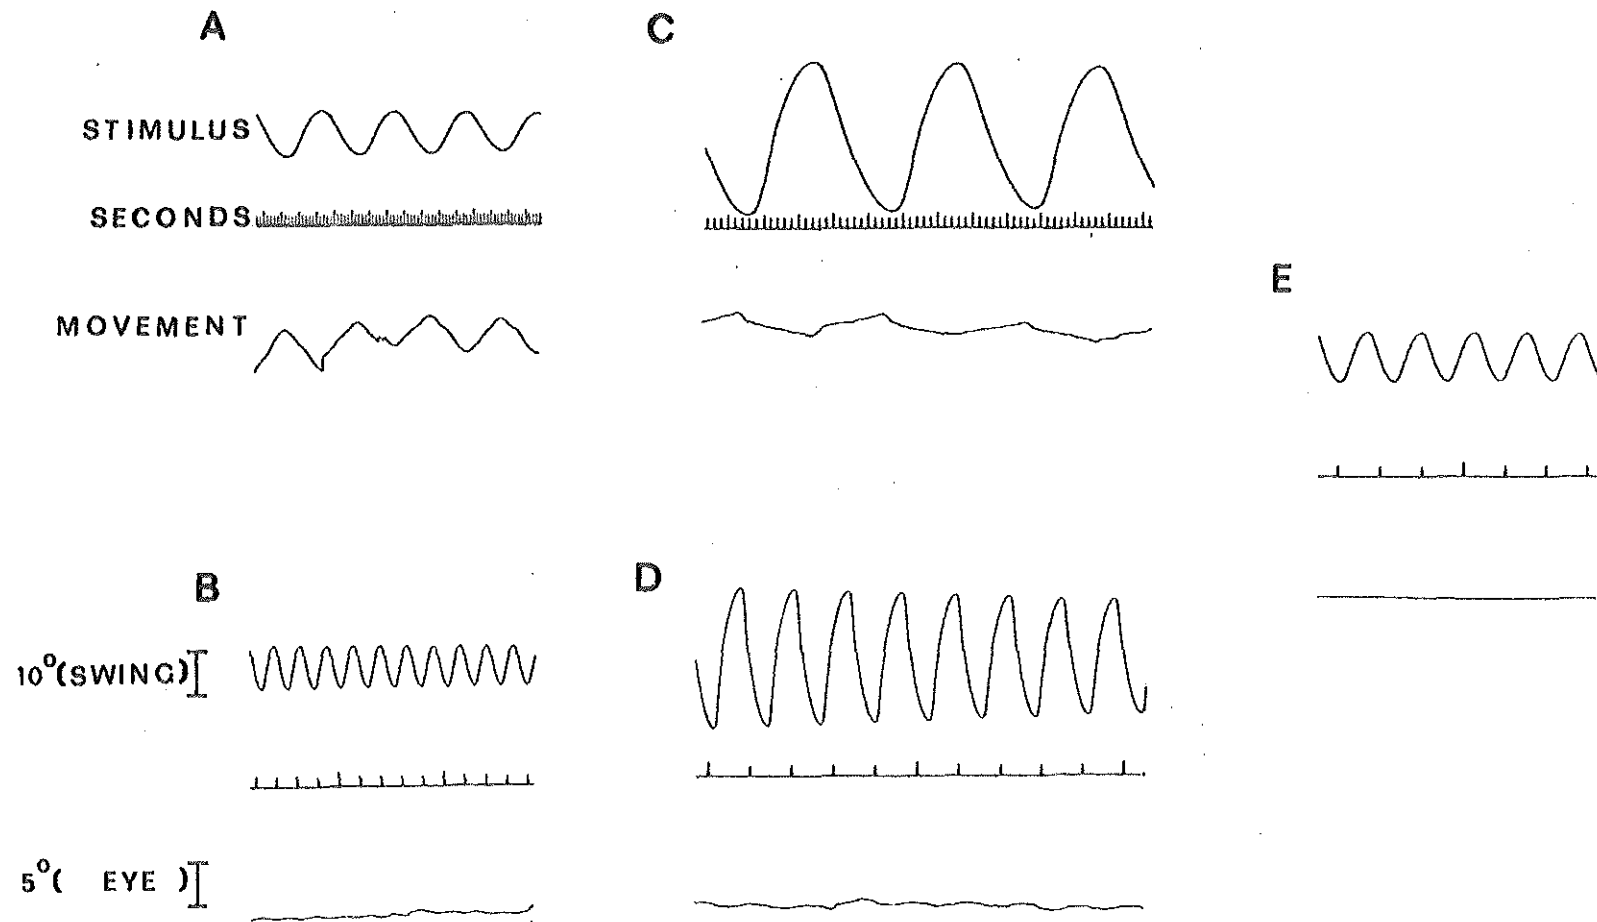 A
STIMULUS
SECONDS
MOVEMENT
C
E
B
10°(SWING)
5°( EYE )
D